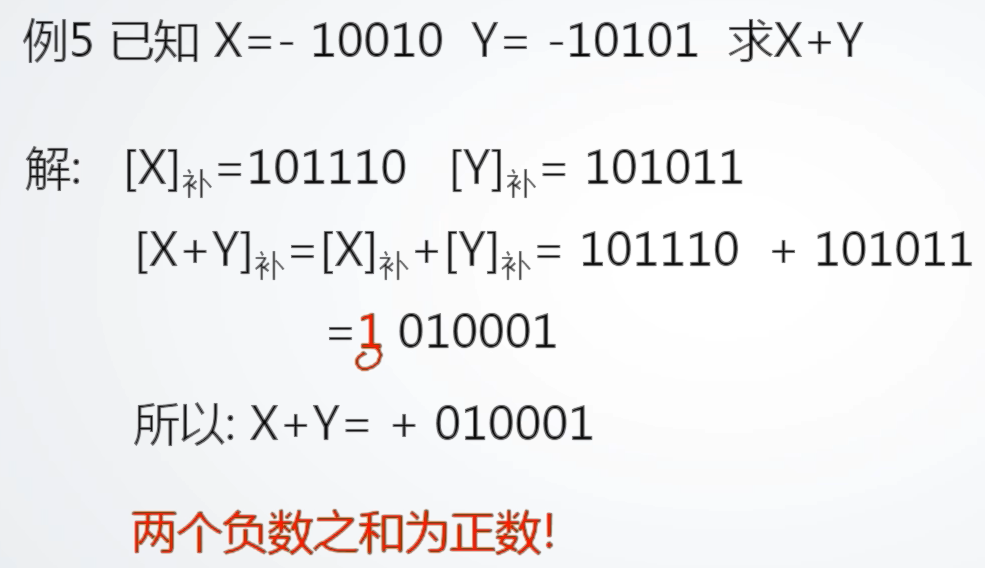 例5 已知 X=- 10010 Y= -10101 求X+Y
解: [X]补=101110 [Y]补= 101011
[X+Y]补=[X]补+[Y]补= 101110 + 101011
=1 010001
所以: X+Y= + 010001
两个负数之和为正数!